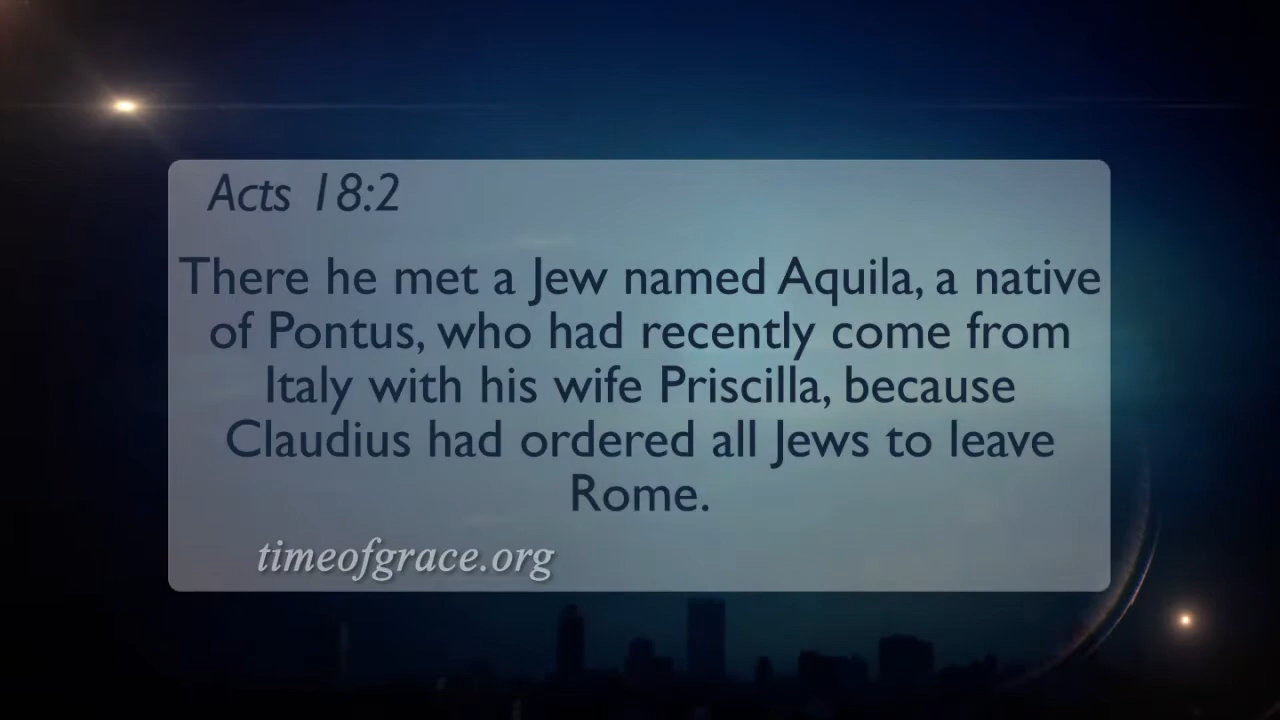 Acts 18:2
There he met a Jew named Aquila, a native
of Pontus, who had recently come from
Italy with his wife Priscilla, because
Claudius had ordered all Jews to leave
Rome.
timeofgrace.org